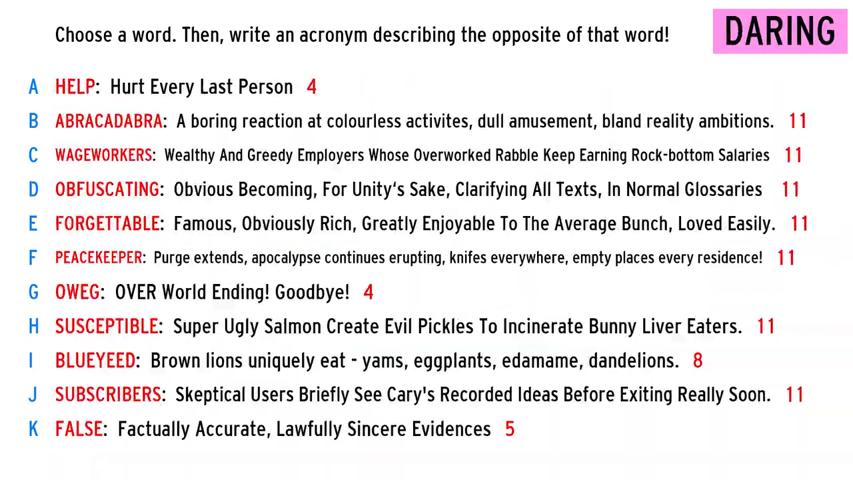 Choose a word. Then, write an acronym describing the opposite of that word!
DARING
A HELP: Hurt Every Last Person 4
B ABRACADABRA: A boring reaction at colourless activites, dull amusement, bland reality ambitions. 11
C WAGEWORKERS: Wealthy And Greedy Employers Whose Overworked Rabble Keep Earning Rock-bottom Salaries 11
D OBFUSCATING: Obvious Becoming, For Unity's Sake, Clarifying All Texts, In Normal Glossaries 11
E FORGETTABLE: Famous, Obviously Rich, Greatly Enjoyable To The Average Bunch, Loved Easily. 11
F PEACEKEEPER: Purge extends, apocalypse continues erupting, knifes everywhere, empty places every residence! 11
G OWEG: OVER World Ending! Goodbye! 4
H SUSCEPTIBLE: Super Ugly Salmon Create Evil Pickles To Incinerate Bunny Liver Eaters. 11
I BLUEYEED: Brown lions uniquely eat - yams, eggplants, edamame, dandelions. 8
J SUBSCRIBERS: Skeptical Users Briefly See Cary's Recorded Ideas Before Exiting Really Soon. 11
K FALSE: Factually Accurate, Lawfully Sincere Evidences 5